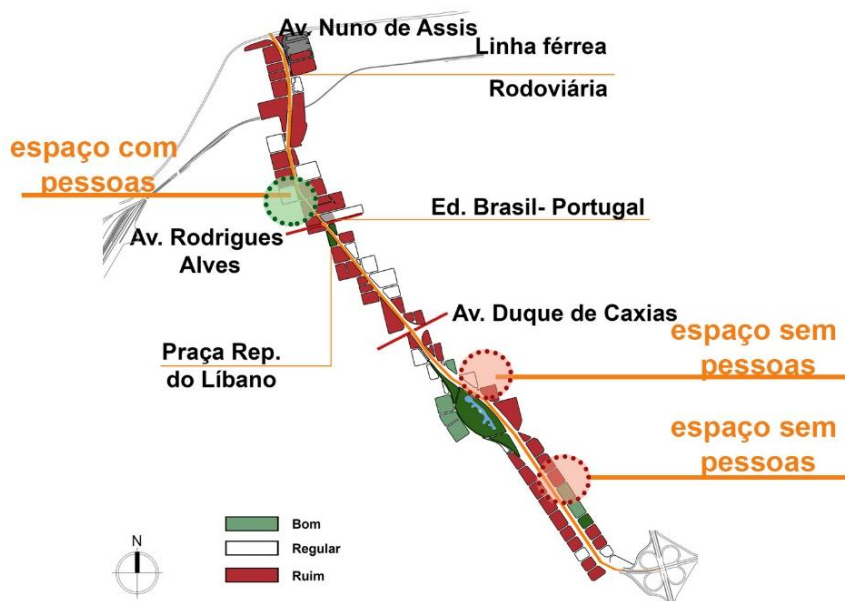 Av. Nuno de Assis
Linha férrea
Rodoviária
espaço com
pessoas
Ed. Brasil- Portugal
Av. Rodrigues
Alves
Av. Duque de Caxias
espaço sem
pessoas
Praça Rep.
do Líbano
espaço sem
pessoas
N
Bom
Regular
Ruim